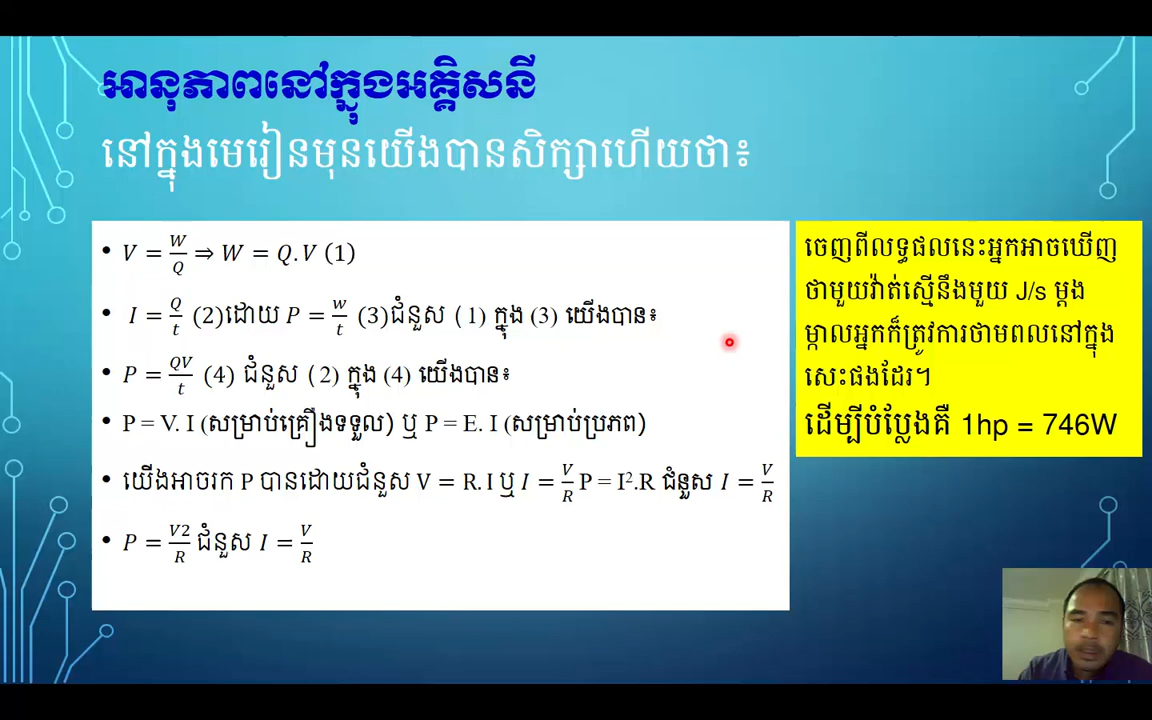 អានុភាពនៅក្នុងអគ្គិសនី
នៅក្នុងមេរៀនមុនយើងបានសិក្សាហើយថា៖
• V = W/Q ⇒ W = Q.V (1)
• I = Q/t (2)ដោយ P = w/t (3)ជំនួស (1) ក្នុង (3) យើងបាន៖
• P = QV/t (4) ជំនួស (2) ក្នុង (4) យើងបាន៖
• P = V. I (សម្រាប់គ្រឿងទទួល) ឬ P = E. I (សម្រាប់ប្រភព)
• យើងអាចរក P បានដោយជំនួស V = R. I ឬ I = V/R P = I².R ជំនួស I = V/R
• P = V2/R ជំនួស I = V/R
ចេញពីលទ្ធផលនេះអ្នកអាចឃើញ
ថាមួយវ៉ាត់ស្មើនឹងមួយ J/s ម្តង
ម្កាលអ្នកក៏ត្រូវការថាមពលនៅក្នុង
សេះផងដែរ។
ដើម្បីបំប្លែងគឺ 1hp = 746W